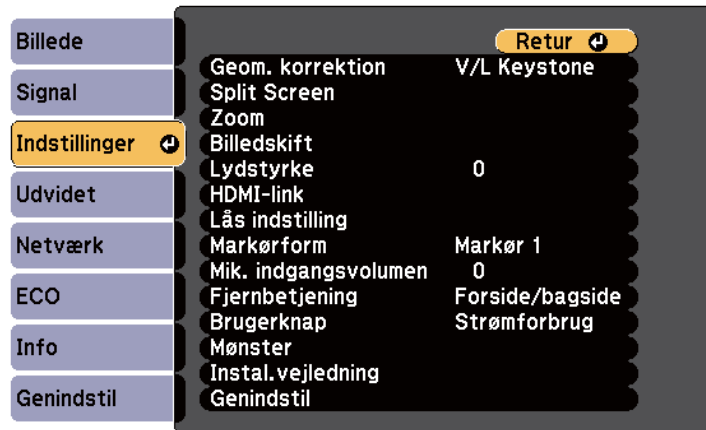 Billede
Signal
Indstillinger
Udvidet
Netværk
ECO
Info
Genindstil
Retur
Geom. korrektion V/L Keystone
Split Screen
Zoom
Billedskift
Lydstyrke 0
HDMI-link
Lås indstilling
Markørform Markør 1
Mik. indgangsvolumen 0
Fjernbetjening Forside/bagside
Brugerknap Strømforbrug
Mønster
Instal.vejledning
Genindstil